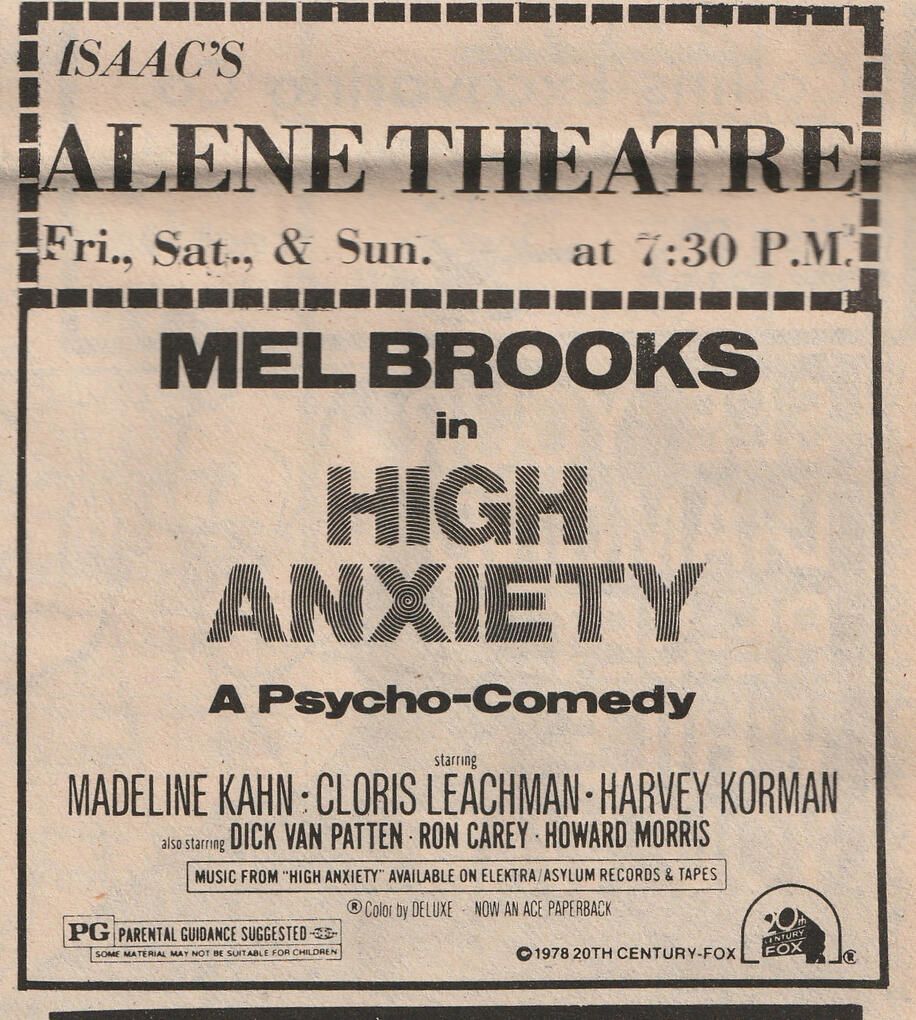 ISAAC'S
ALENE THEATRE
Fri., Sat., & Sun. at 7:30 P.M.
MEL BROOKS
in
HIGH
ANXIETY
A Psycho-Comedy
starring
MADELINE KAHN · CLORIS LEACHMAN · HARVEY KORMAN
also starring DICK VAN PATTEN · RON CAREY · HOWARD MORRIS
MUSIC FROM "HIGH ANXIETY" AVAILABLE ON ELEKTRA/ASYLUM RECORDS & TAPES
® Color by DELUXE · NOW AN ACE PAPERBACK
PG PARENTAL GUIDANCE SUGGESTED
SOME MATERIAL MAY NOT BE SUITABLE FOR CHILDREN
©1978 20TH CENTURY-FOX
20th
CENTURY
FOX ®